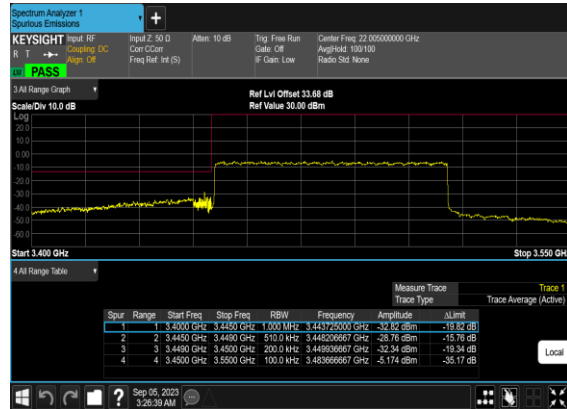 Spectrum Analyzer 1
Spurious Emissions
+
KEYSIGHT Input: RF Input Z: 50 Ω Atten: 10 dB Trig: Free Run Center Freq: 22.005000000 GHz
R T Coupling: DC Corr CCorr Gate: Off Avg|Hold: 100/100
Align: Off Freq Ref: Int (S) IF Gain: Low Radio Std: None
PASS
3 All Range Graph
Ref Lvl Offset 33.68 dB
Scale/Div 10.0 dB Ref Value 30.00 dBm
Log
20.0
10.0
0.00
-10.0
-20.0
-30.0
-40.0
-50.0
-60.0
Start 3.400 GHz Stop 3.550 GHz
4 All Range Table
Measure Trace Trace 1
Trace Type Trace Average (Active)
Spur Range Start Freq Stop Freq RBW Frequency Amplitude ΔLimit
1 1 3.4000 GHz 3.4450 GHz 1.000 MHz 3.443725000 GHz -32.82 dBm -19.82 dB
2 2 3.4450 GHz 3.4490 GHz 510.0 kHz 3.448206667 GHz -28.76 dBm -15.76 dB
3 3 3.4490 GHz 3.4500 GHz 200.0 kHz 3.449936667 GHz -32.34 dBm -19.34 dB
4 4 3.4500 GHz 3.5500 GHz 100.0 kHz 3.483666667 GHz -5.174 dBm -35.17 dB
Local
? Sep 05, 2023
3:26:39 AM